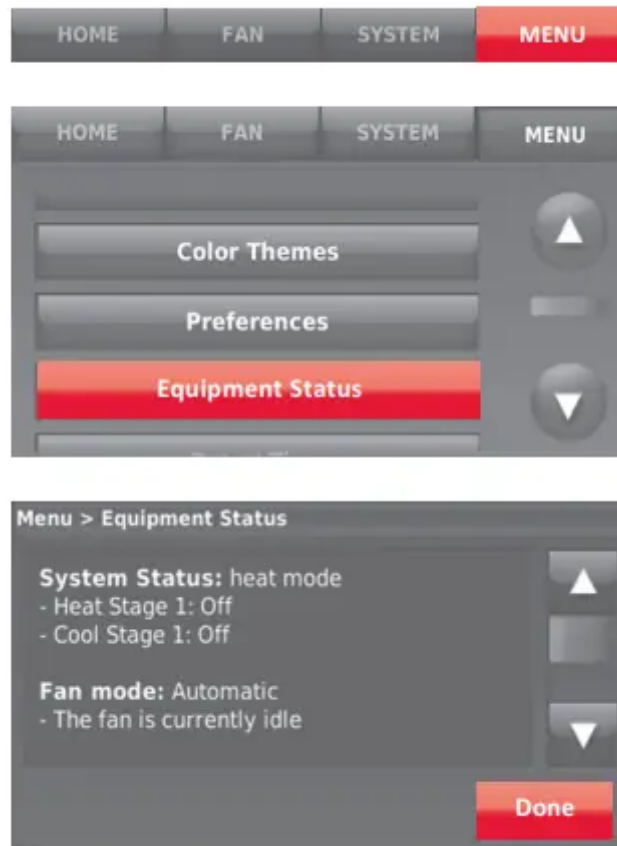 HOME FAN SYSTEM MENU
HOME FAN SYSTEM MENU
Color Themes
Preferences
Equipment Status
Menu > Equipment Status
System Status: heat mode
- Heat Stage 1: Off
- Cool Stage 1: Off
Fan mode: Automatic
- The fan is currently idle
Done